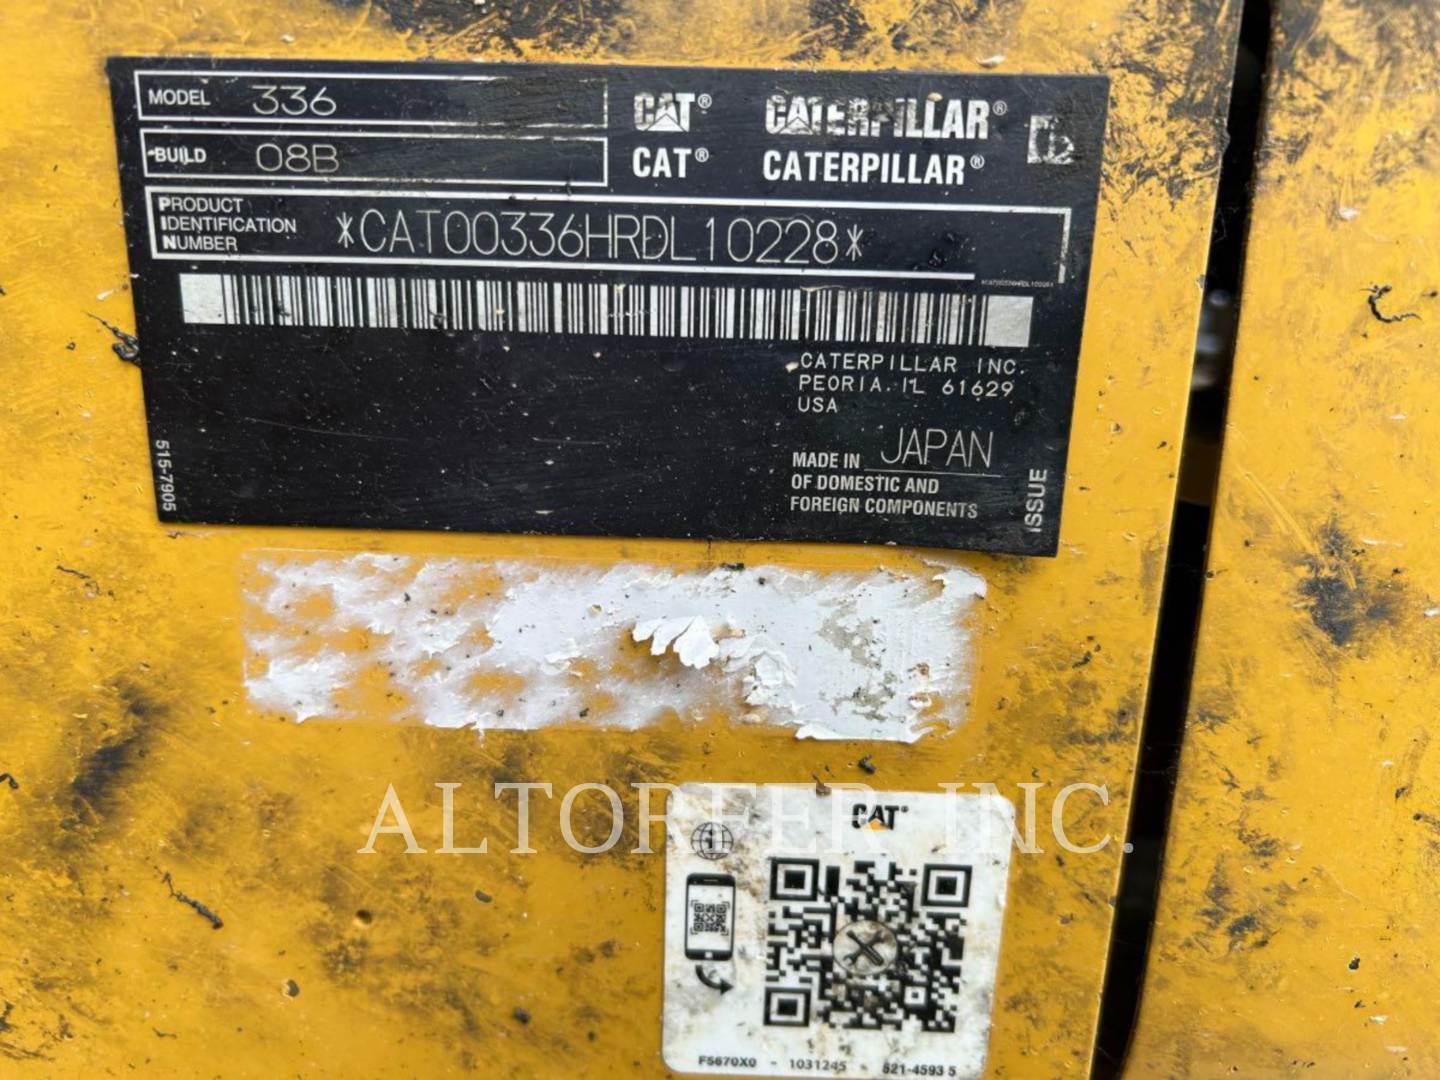 MODEL 336
BUILD 08B
CAT® CATERPILLAR®
CAT® CATERPILLAR®
PRODUCT
IDENTIFICATION
NUMBER
*CAT00336HRDL10228*
CATERPILLAR INC.
PEORIA. IL 61629
USA
MADE IN JAPAN
OF DOMESTIC AND
FOREIGN COMPONENTS
ISSUE
515-7905
ALTORFER INC.
CAT®
F5670X0 - 1031245 - 521-4593 5